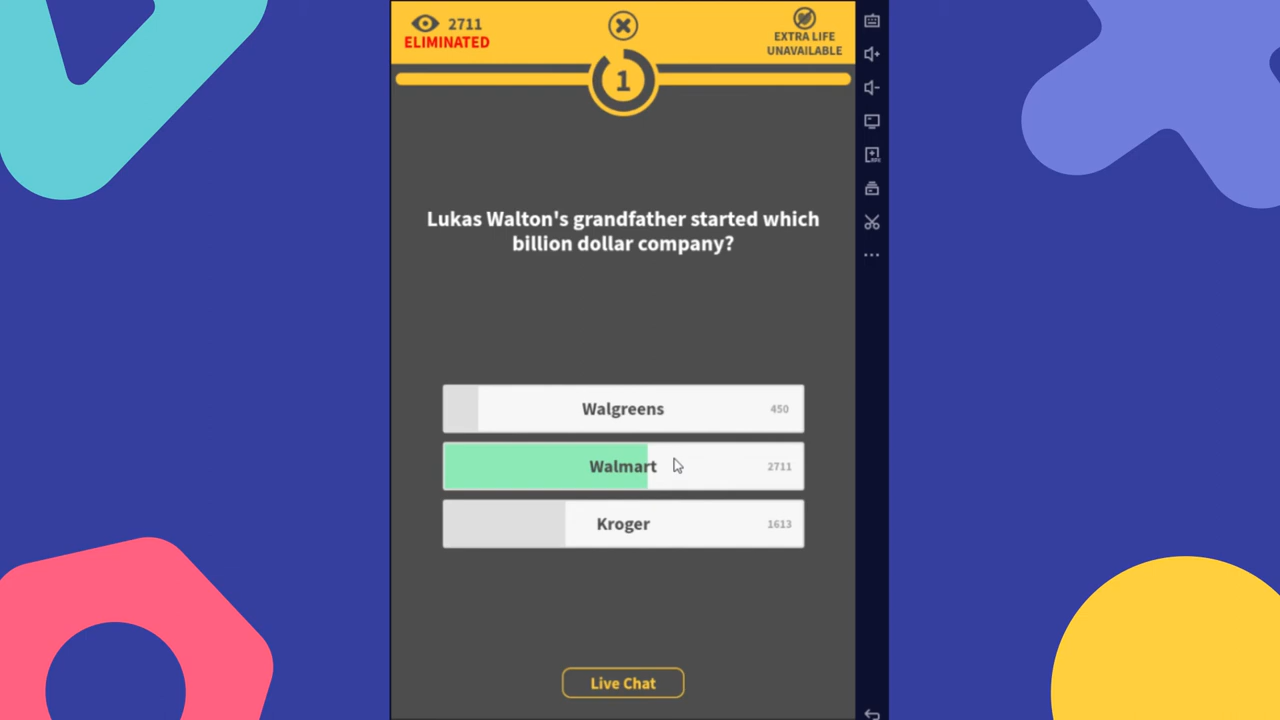 2711
ELIMINATED
EXTRA LIFE
UNAVAILABLE
1
Lukas Walton's grandfather started which
billion dollar company?
Walgreens 450
Walmart 2711
Kroger 1613
Live Chat